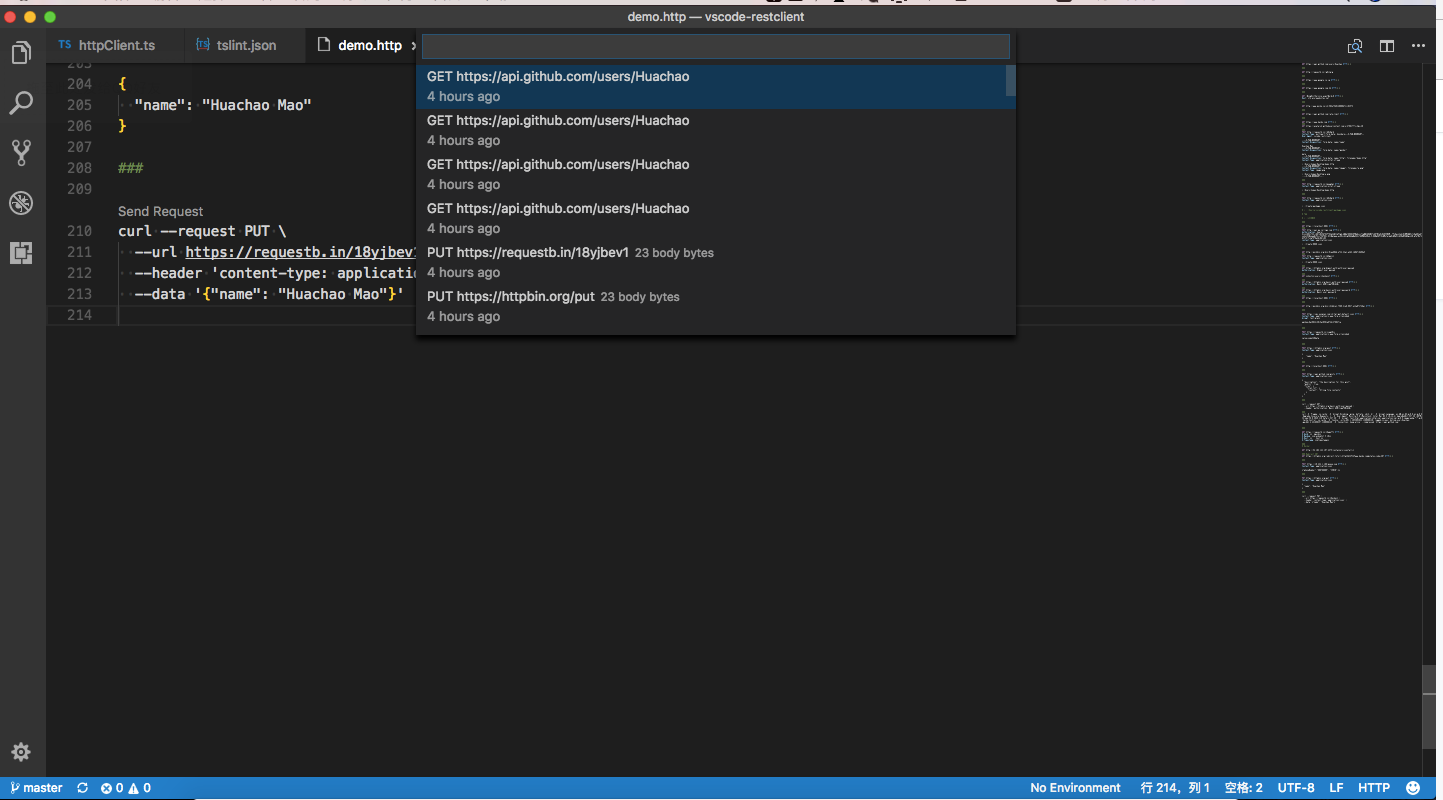 demo.http — vscode-restclient
TS httpClient.ts
tslint.json
demo.http
204 {
205 "name": "Huachao Mao"
206 }
207
208 ###
209
Send Request
210 curl --request PUT \
211 --url https://requestb.in/18yjbev
212 --header 'content-type: applicati
213 --data '{"name": "Huachao Mao"}'
214
GET https://api.github.com/users/Huachao
4 hours ago
GET https://api.github.com/users/Huachao
4 hours ago
GET https://api.github.com/users/Huachao
4 hours ago
GET https://api.github.com/users/Huachao
4 hours ago
PUT https://requestb.in/18yjbev1 23 body bytes
4 hours ago
PUT https://httpbin.org/put 23 body bytes
4 hours ago
master 0 0 No Environment 行 214，列 1 空格: 2 UTF-8 LF HTTP